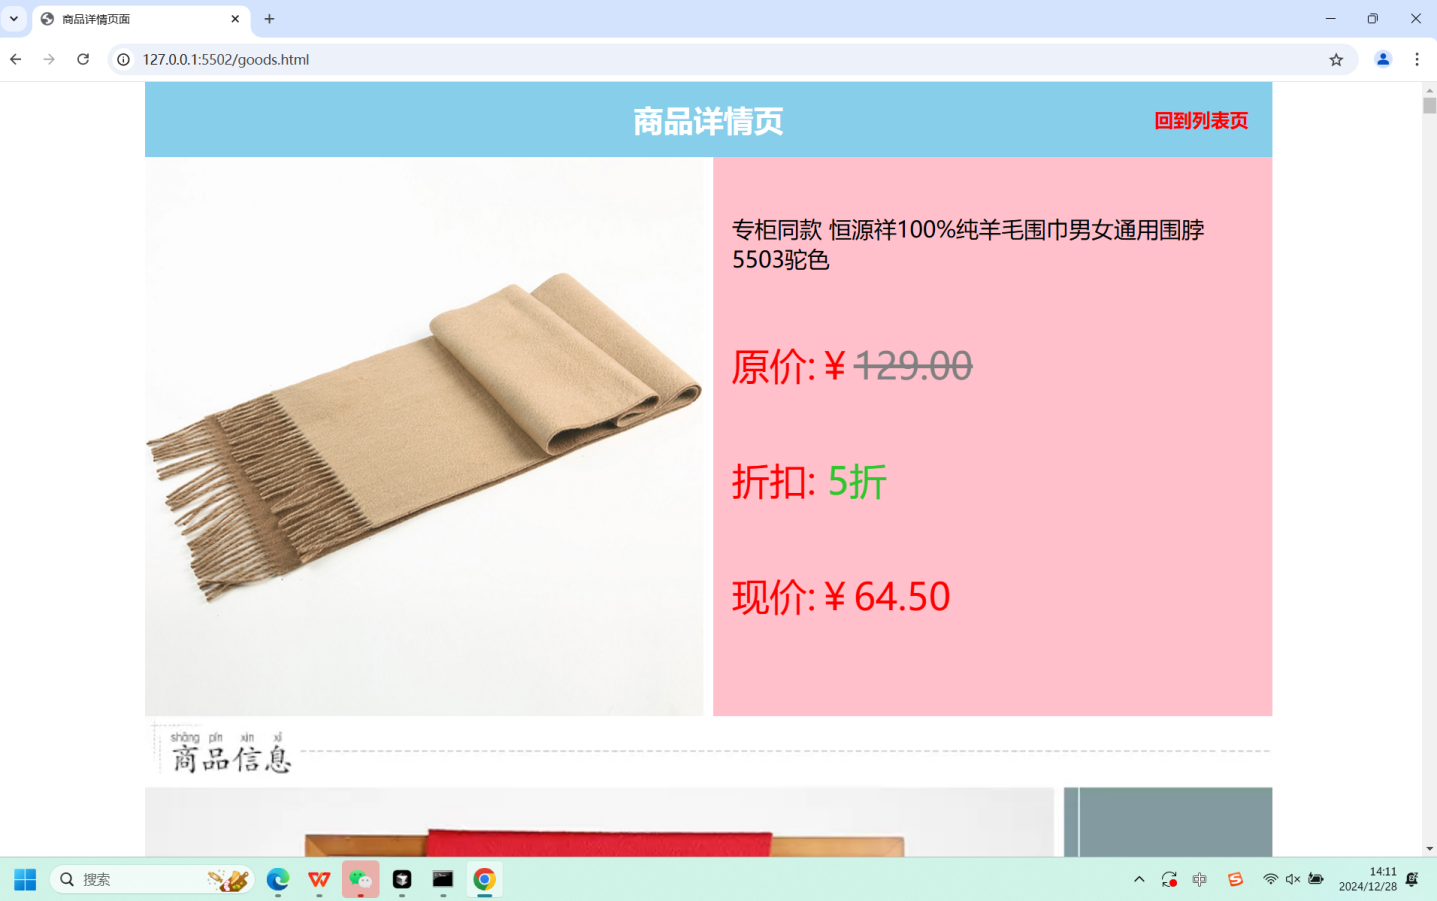 商品详情页面
127.0.0.1:5502/goods.html
商品详情页
回到列表页
专柜同款 恒源祥100%纯羊毛围巾男女通用围脖
5503驼色
原价:￥129.00
折扣: 5折
现价:￥64.50
shāng pǐn xìn xī
商品信息
搜索
中
14:11
2024/12/28